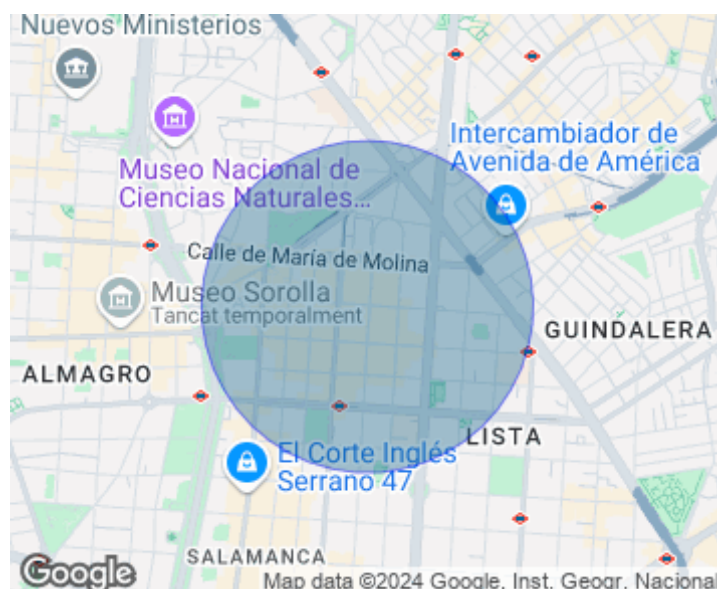 Nuevos Ministerios
Intercambiador de
Avenida de América
Museo Nacional de
Ciencias Naturales...
Calle de María de Molina
Museo Sorolla
Tancat temporalment
GUINDALERA
ALMAGRO
LISTA
El Corte Inglés
Serrano 47
SALAMANCA
Google
Map data ©2024 Google, Inst. Geogr. Nacional